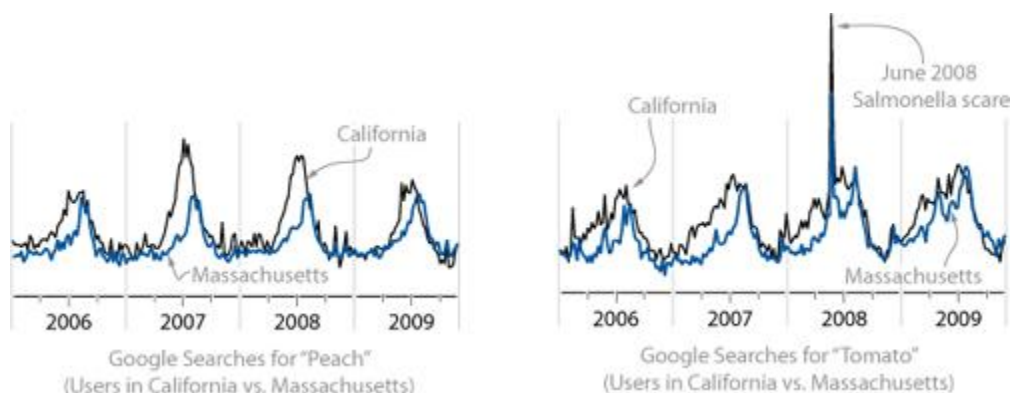 California
Massachusetts
2006 2007 2008 2009
Google Searches for “Peach”
(Users in California vs. Massachusetts)
June 2008
Salmonella scare
California
Massachusetts
2006 2007 2008 2009
Google Searches for “Tomato”
(Users in California vs. Massachusetts)